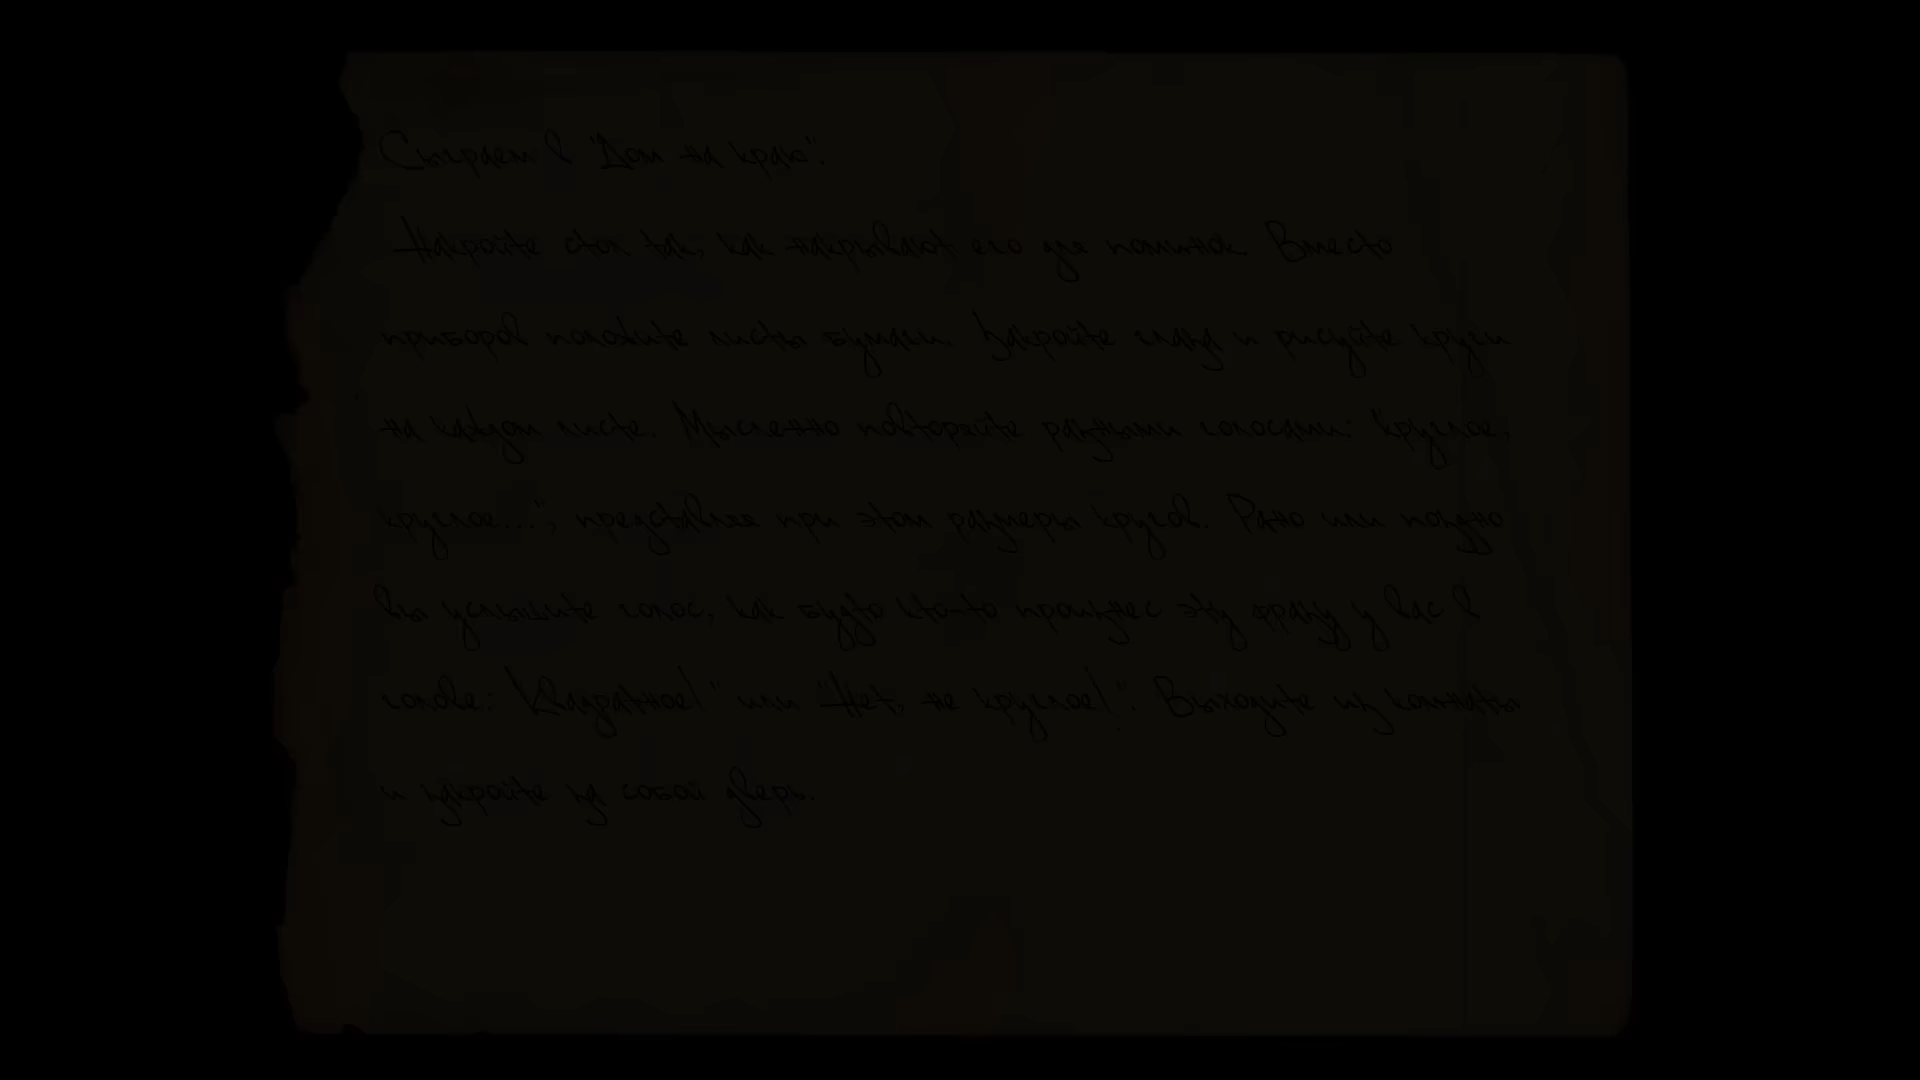 Сыграем в "Дом на краю".
Накройте стол так, как накрывают его для поминок. Вместо
приборов положите листы бумаги. Закройте глаза и рисуйте круги
на каждом листе. Мысленно повторяйте разными голосами: "Круглое,
круглое...", представляя при этом размеры кругов. Рано или поздно
вы услышите голос, как будто кто-то произнес эту фразу у вас в
голове: "Квадратное!" или "Нет, не круглое!". Выходите из комнаты
и закройте за собой дверь.